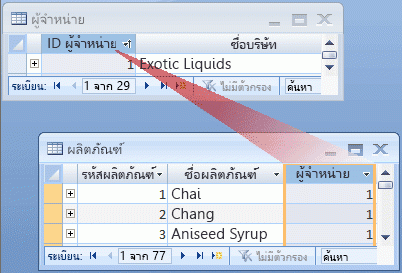 ผู้จำหน่าย
ID ผู้จำหน่าย ชื่อบริษัท
1 Exotic Liquids
ระเบียน: 1 จาก 29 ไม่มีตัวกรอง ค้นหา
ผลิตภัณฑ์
รหัสผลิตภัณฑ์ ชื่อผลิตภัณฑ์ ผู้จำหน่าย
1 Chai 1
2 Chang 1
3 Aniseed Syrup 1
ระเบียน: 1 จาก 77 ไม่มีตัวกรอง ค้นหา